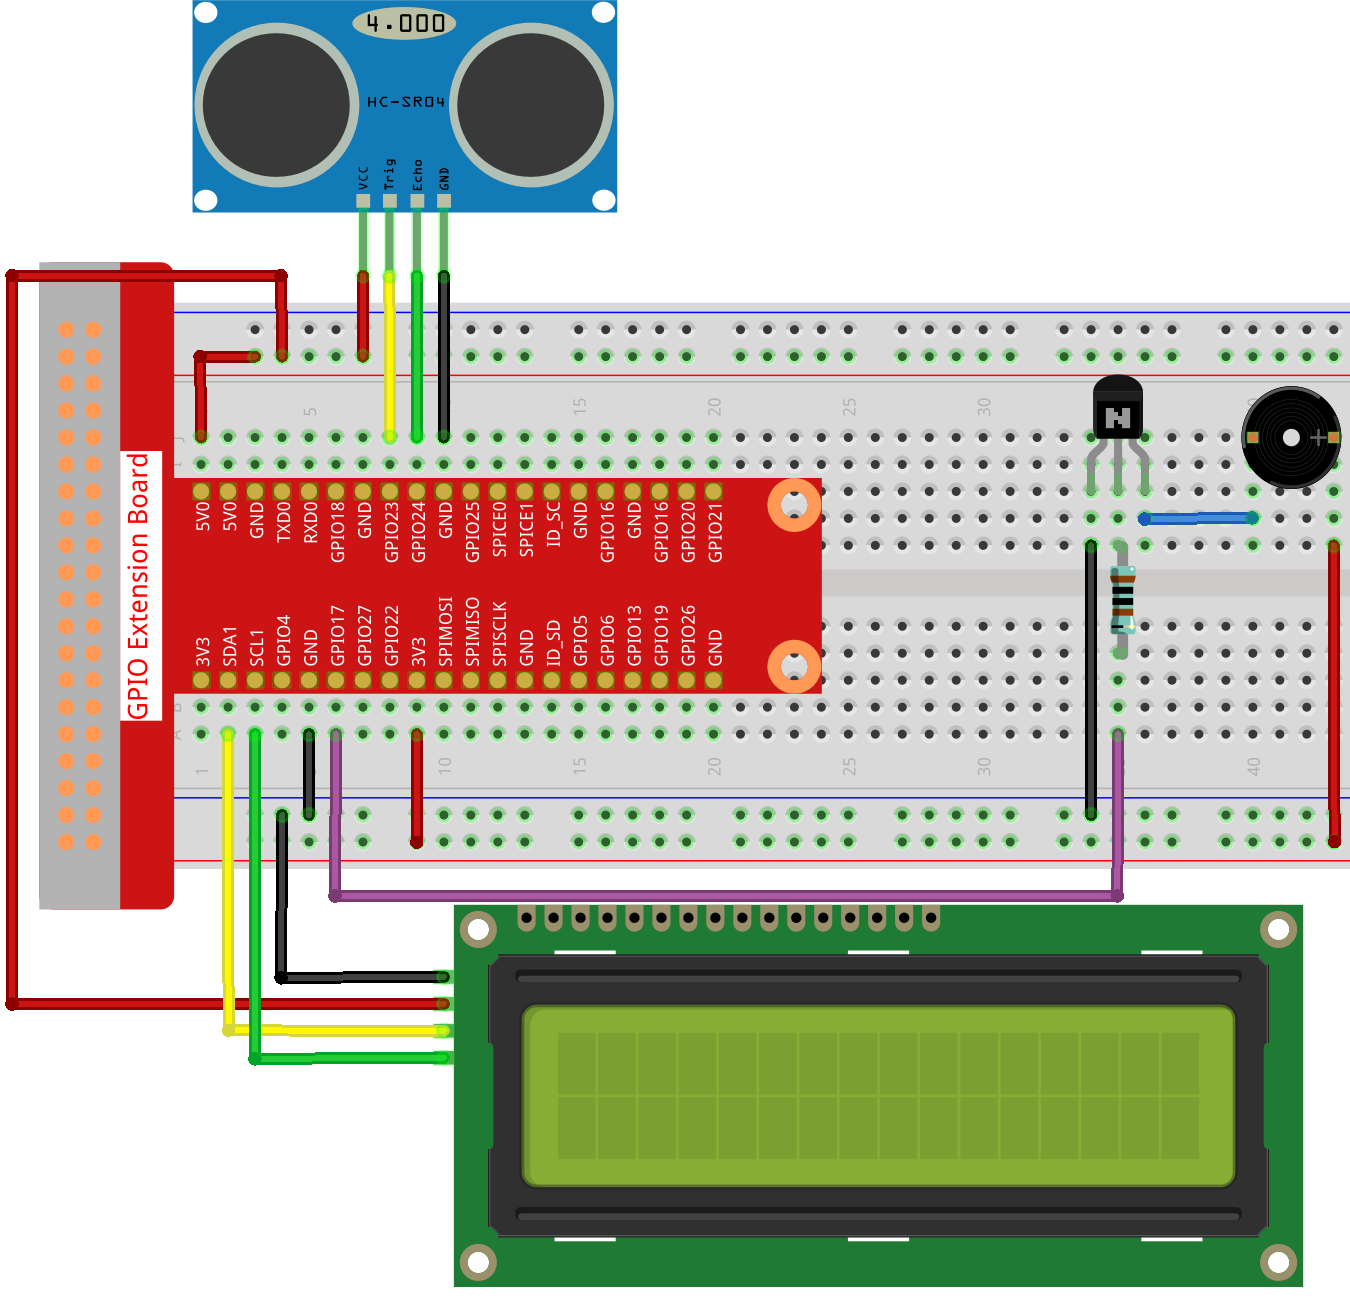 4.000
HC-SR04
VCC Trig Echo GND
5 15 20 25 30
J
GPIO Extension Board
5V0 5V0 GND TXD0 RXD0 GPIO18 GND GPIO23 GPIO24 GND GPIO25 SPICE0 SPICE1 ID_SC GND GPIO16 GND GPIO16 GPIO20 GPIO21
N
+
3V3 SDA1 SCL1 GPIO4 GND GPIO17 GPIO27 GPIO22 3V3 SPIMOSI SPIMISO SPISCLK GND ID_SD GPIO5 GPIO6 GPIO13 GPIO19 GPIO26 GND
B
A
1 10 15 20 25 30 40